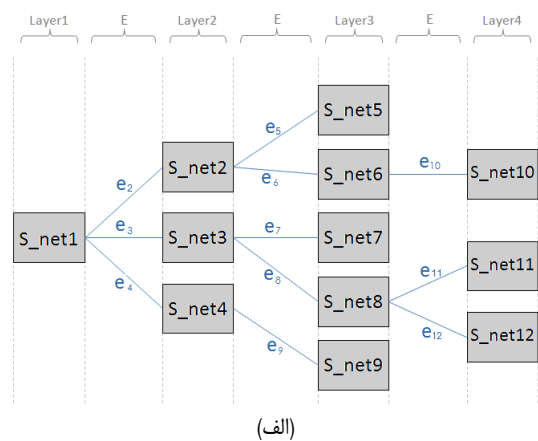 Layer1 E Layer2 E Layer3 E Layer4
S_net5
e5
S_net2
e6
S_net6
e10
S_net10
e2
S_net1
e3
S_net3
e7
S_net7
e4
e8
S_net11
e11
S_net4
S_net8
e12
S_net12
e9
S_net9
(الف)